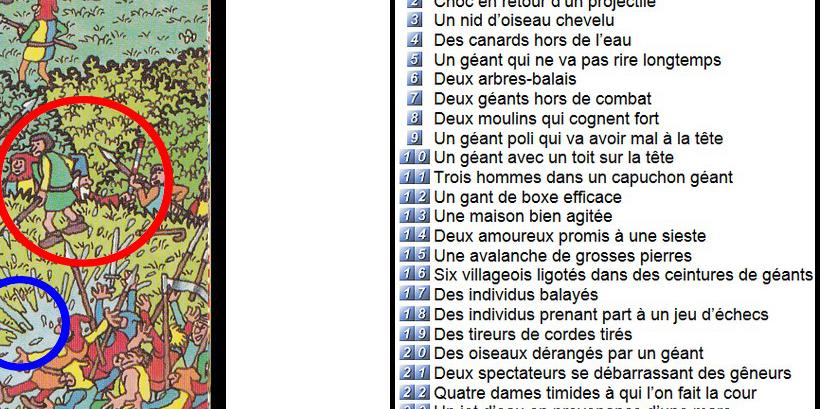 2 Choc en retour d'un projectile
3 Un nid d'oiseau chevelu
4 Des canards hors de l'eau
5 Un géant qui ne va pas rire longtemps
6 Deux arbres-balais
7 Deux géants hors de combat
8 Deux moulins qui cognent fort
9 Un géant poli qui va avoir mal à la tête
10 Un géant avec un toit sur la tête
11 Trois hommes dans un capuchon géant
12 Un gant de boxe efficace
13 Une maison bien agitée
14 Deux amoureux promis à une sieste
15 Une avalanche de grosses pierres
16 Six villageois ligotés dans des ceintures de géants
17 Des individus balayés
18 Des individus prenant part à un jeu d'échecs
19 Des tireurs de cordes tirés
20 Des oiseaux dérangés par un géant
21 Deux spectateurs se débarrassant des gêneurs
22 Quatre dames timides à qui l'on fait la cour
Un jet d'eau en provenance d'une mare